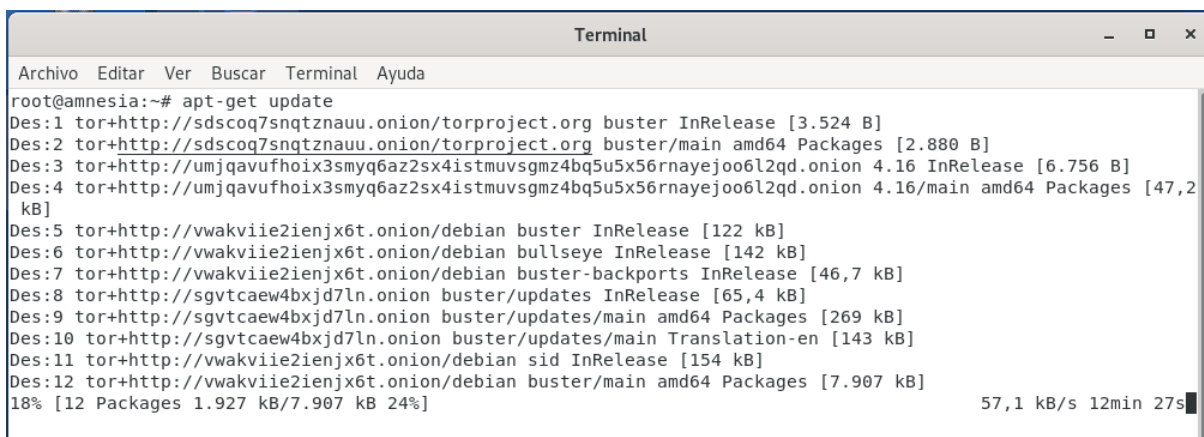 Terminal
Archivo Editar Ver Buscar Terminal Ayuda
root@amnesia:~# apt-get update
Des:1 tor+http://sdscoq7snqtznauu.onion/torproject.org buster InRelease [3.524 B]
Des:2 tor+http://sdscoq7snqtznauu.onion/torproject.org buster/main amd64 Packages [2.880 B]
Des:3 tor+http://umjqavufhoix3smyq6az2sx4istmuvsgmz4bq5u5x56rnayejoo6l2qd.onion 4.16 InRelease [6.756 B]
Des:4 tor+http://umjqavufhoix3smyq6az2sx4istmuvsgmz4bq5u5x56rnayejoo6l2qd.onion 4.16/main amd64 Packages [47,2
kB]
Des:5 tor+http://vwakviie2ienjx6t.onion/debian buster InRelease [122 kB]
Des:6 tor+http://vwakviie2ienjx6t.onion/debian bullseye InRelease [142 kB]
Des:7 tor+http://vwakviie2ienjx6t.onion/debian buster-backports InRelease [46,7 kB]
Des:8 tor+http://sgvtcaew4bxjd7ln.onion buster/updates InRelease [65,4 kB]
Des:9 tor+http://sgvtcaew4bxjd7ln.onion buster/updates/main amd64 Packages [269 kB]
Des:10 tor+http://sgvtcaew4bxjd7ln.onion buster/updates/main Translation-en [143 kB]
Des:11 tor+http://vwakviie2ienjx6t.onion/debian sid InRelease [154 kB]
Des:12 tor+http://vwakviie2ienjx6t.onion/debian buster/main amd64 Packages [7.907 kB]
18% [12 Packages 1.927 kB/7.907 kB 24%] 57,1 kB/s 12min 27s